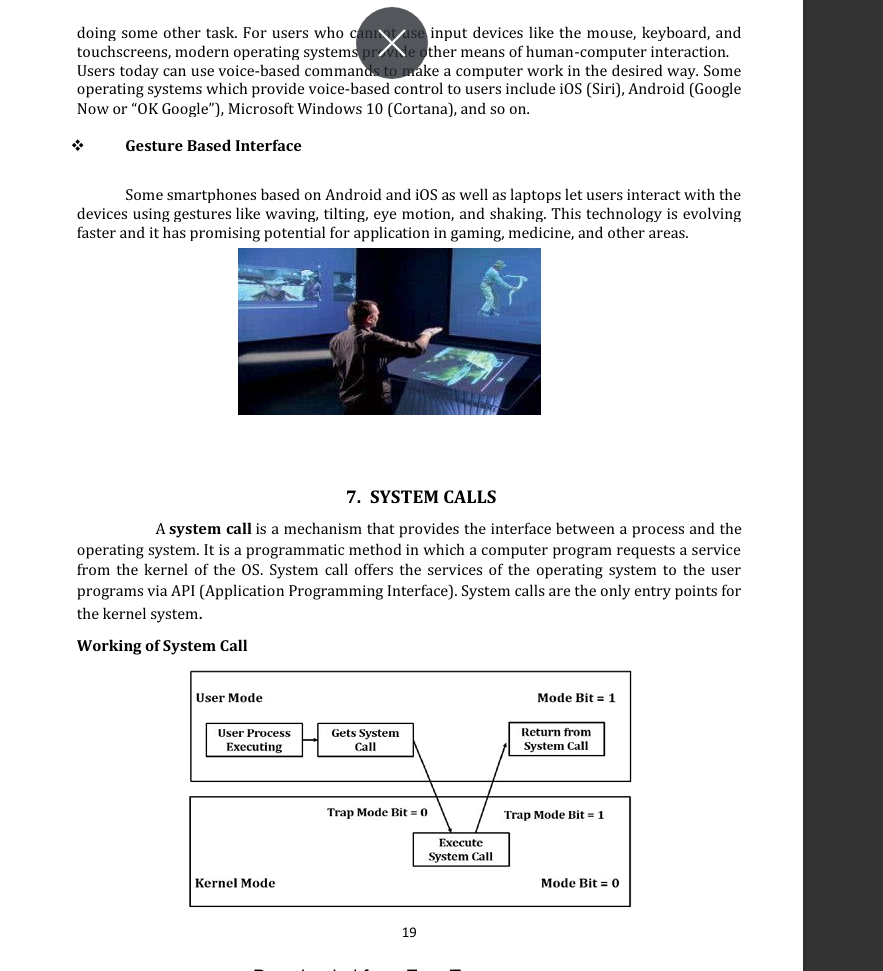 doing some other task. For users who cannot use input devices like the mouse, keyboard, and
touchscreens, modern operating systems provide other means of human-computer interaction.
Users today can use voice-based commands to make a computer work in the desired way. Some
operating systems which provide voice-based control to users include iOS (Siri), Android (Google
Now or “OK Google”), Microsoft Windows 10 (Cortana), and so on.
❖ Gesture Based Interface
Some smartphones based on Android and iOS as well as laptops let users interact with the
devices using gestures like waving, tilting, eye motion, and shaking. This technology is evolving
faster and it has promising potential for application in gaming, medicine, and other areas.
7. SYSTEM CALLS
A system call is a mechanism that provides the interface between a process and the
operating system. It is a programmatic method in which a computer program requests a service
from the kernel of the OS. System call offers the services of the operating system to the user
programs via API (Application Programming Interface). System calls are the only entry points for
the kernel system.
Working of System Call
User Mode
Mode Bit = 1
User Process
Executing
Gets System
Call
Return from
System Call
Trap Mode Bit = 0
Trap Mode Bit = 1
Execute
System Call
Kernel Mode
Mode Bit = 0
19